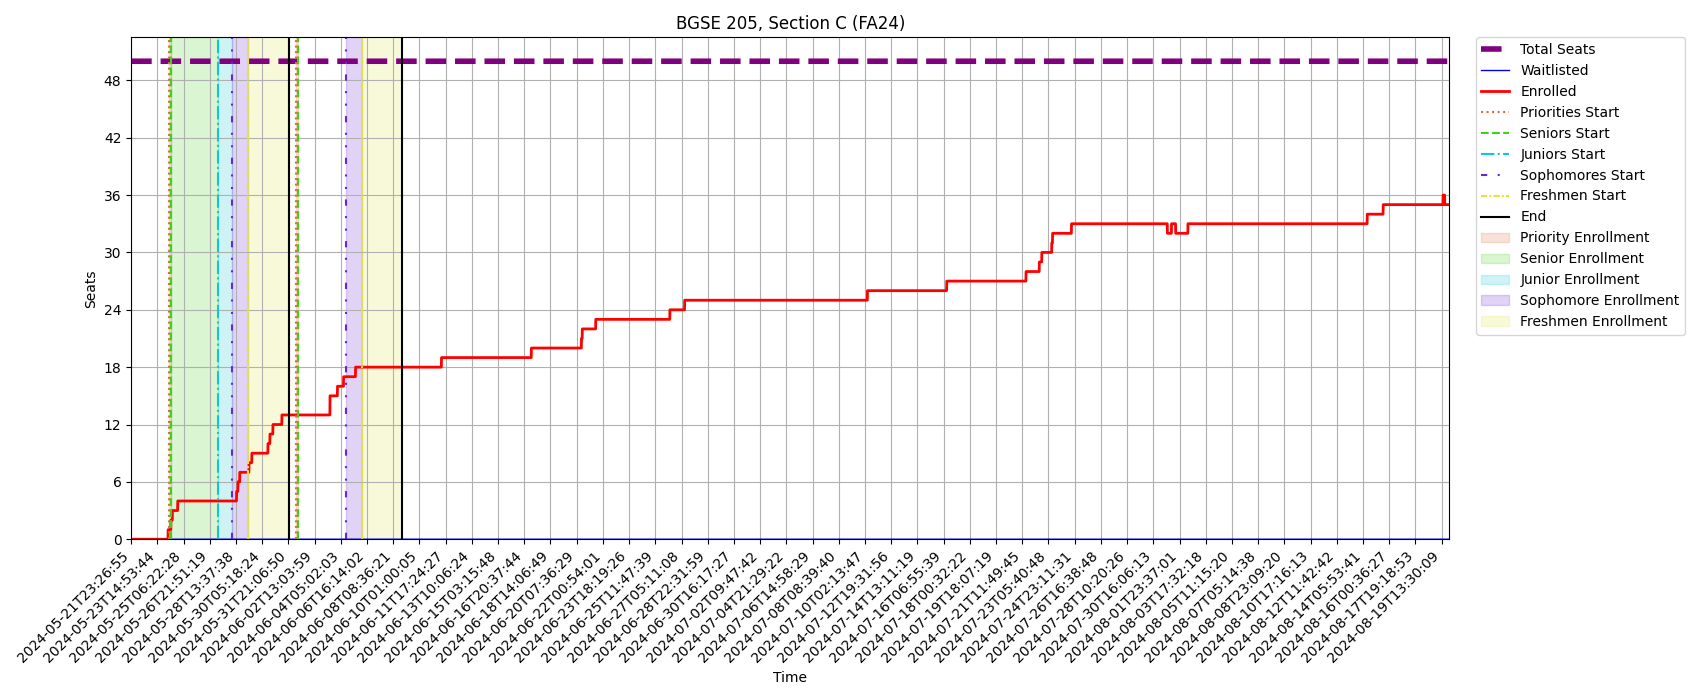 BGSE 205, Section C (FA24)
Total Seats
Waitlisted
Enrolled
Priorities Start
Seniors Start
Juniors Start
Sophomores Start
Freshmen Start
End
Priority Enrollment
Senior Enrollment
Junior Enrollment
Sophomore Enrollment
Freshmen Enrollment
Seats
48
42
36
30
24
18
12
6
0
2024-05-21T23:26:55
2024-05-23T14:53:44
2024-05-25T06:22:28
2024-05-26T21:51:19
2024-05-28T13:37:38
2024-05-30T05:18:24
2024-05-31T21:06:50
2024-06-02T13:03:59
2024-06-04T05:02:03
2024-06-06T16:14:02
2024-06-08T08:36:21
2024-06-10T01:00:05
2024-06-11T17:24:27
2024-06-13T10:06:24
2024-06-15T03:15:48
2024-06-16T20:37:44
2024-06-18T14:06:49
2024-06-20T07:36:29
2024-06-22T00:54:01
2024-06-23T18:19:26
2024-06-25T11:47:39
2024-06-27T05:11:08
2024-06-28T22:31:59
2024-06-30T16:17:27
2024-07-02T09:47:42
2024-07-04T21:29:22
2024-07-06T14:58:29
2024-07-08T08:39:40
2024-07-10T02:13:47
2024-07-12T19:31:56
2024-07-14T13:11:19
2024-07-16T06:55:39
2024-07-18T00:32:22
2024-07-19T18:07:19
2024-07-21T11:49:45
2024-07-23T05:40:48
2024-07-24T23:11:31
2024-07-26T16:38:49
2024-07-28T10:20:26
2024-07-30T16:06:13
2024-08-01T23:37:01
2024-08-03T17:32:18
2024-08-05T11:15:20
2024-08-07T05:14:38
2024-08-08T23:09:20
2024-08-10T17:16:13
2024-08-12T11:42:42
2024-08-14T05:53:41
2024-08-16T00:36:27
2024-08-17T19:18:53
2024-08-19T13:30:09
Time